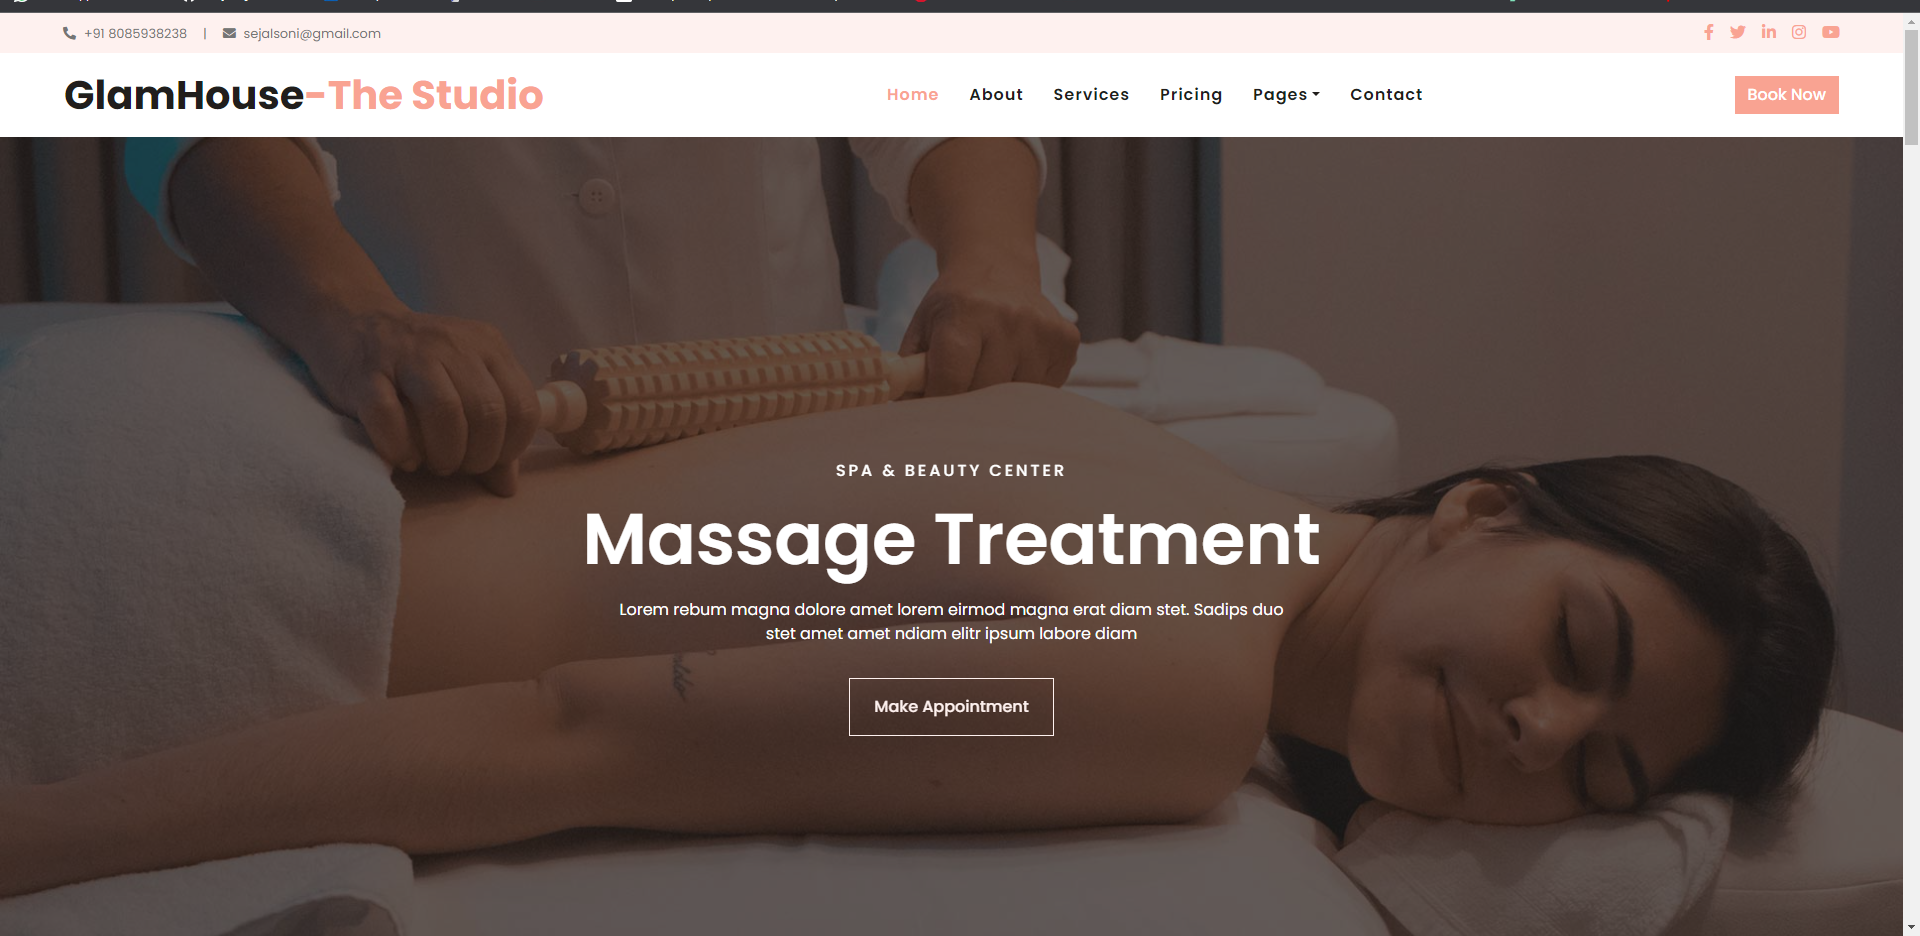 +91 8085938238 | sejalsoni@gmail.com
GlamHouse-The Studio
Home About Services Pricing Pages Contact
Book Now
SPA & BEAUTY CENTER
Massage Treatment
Lorem rebum magna dolore amet lorem eirmod magna erat diam stet. Sadips duo
stet amet amet ndiam elitr ipsum labore diam
Make Appointment